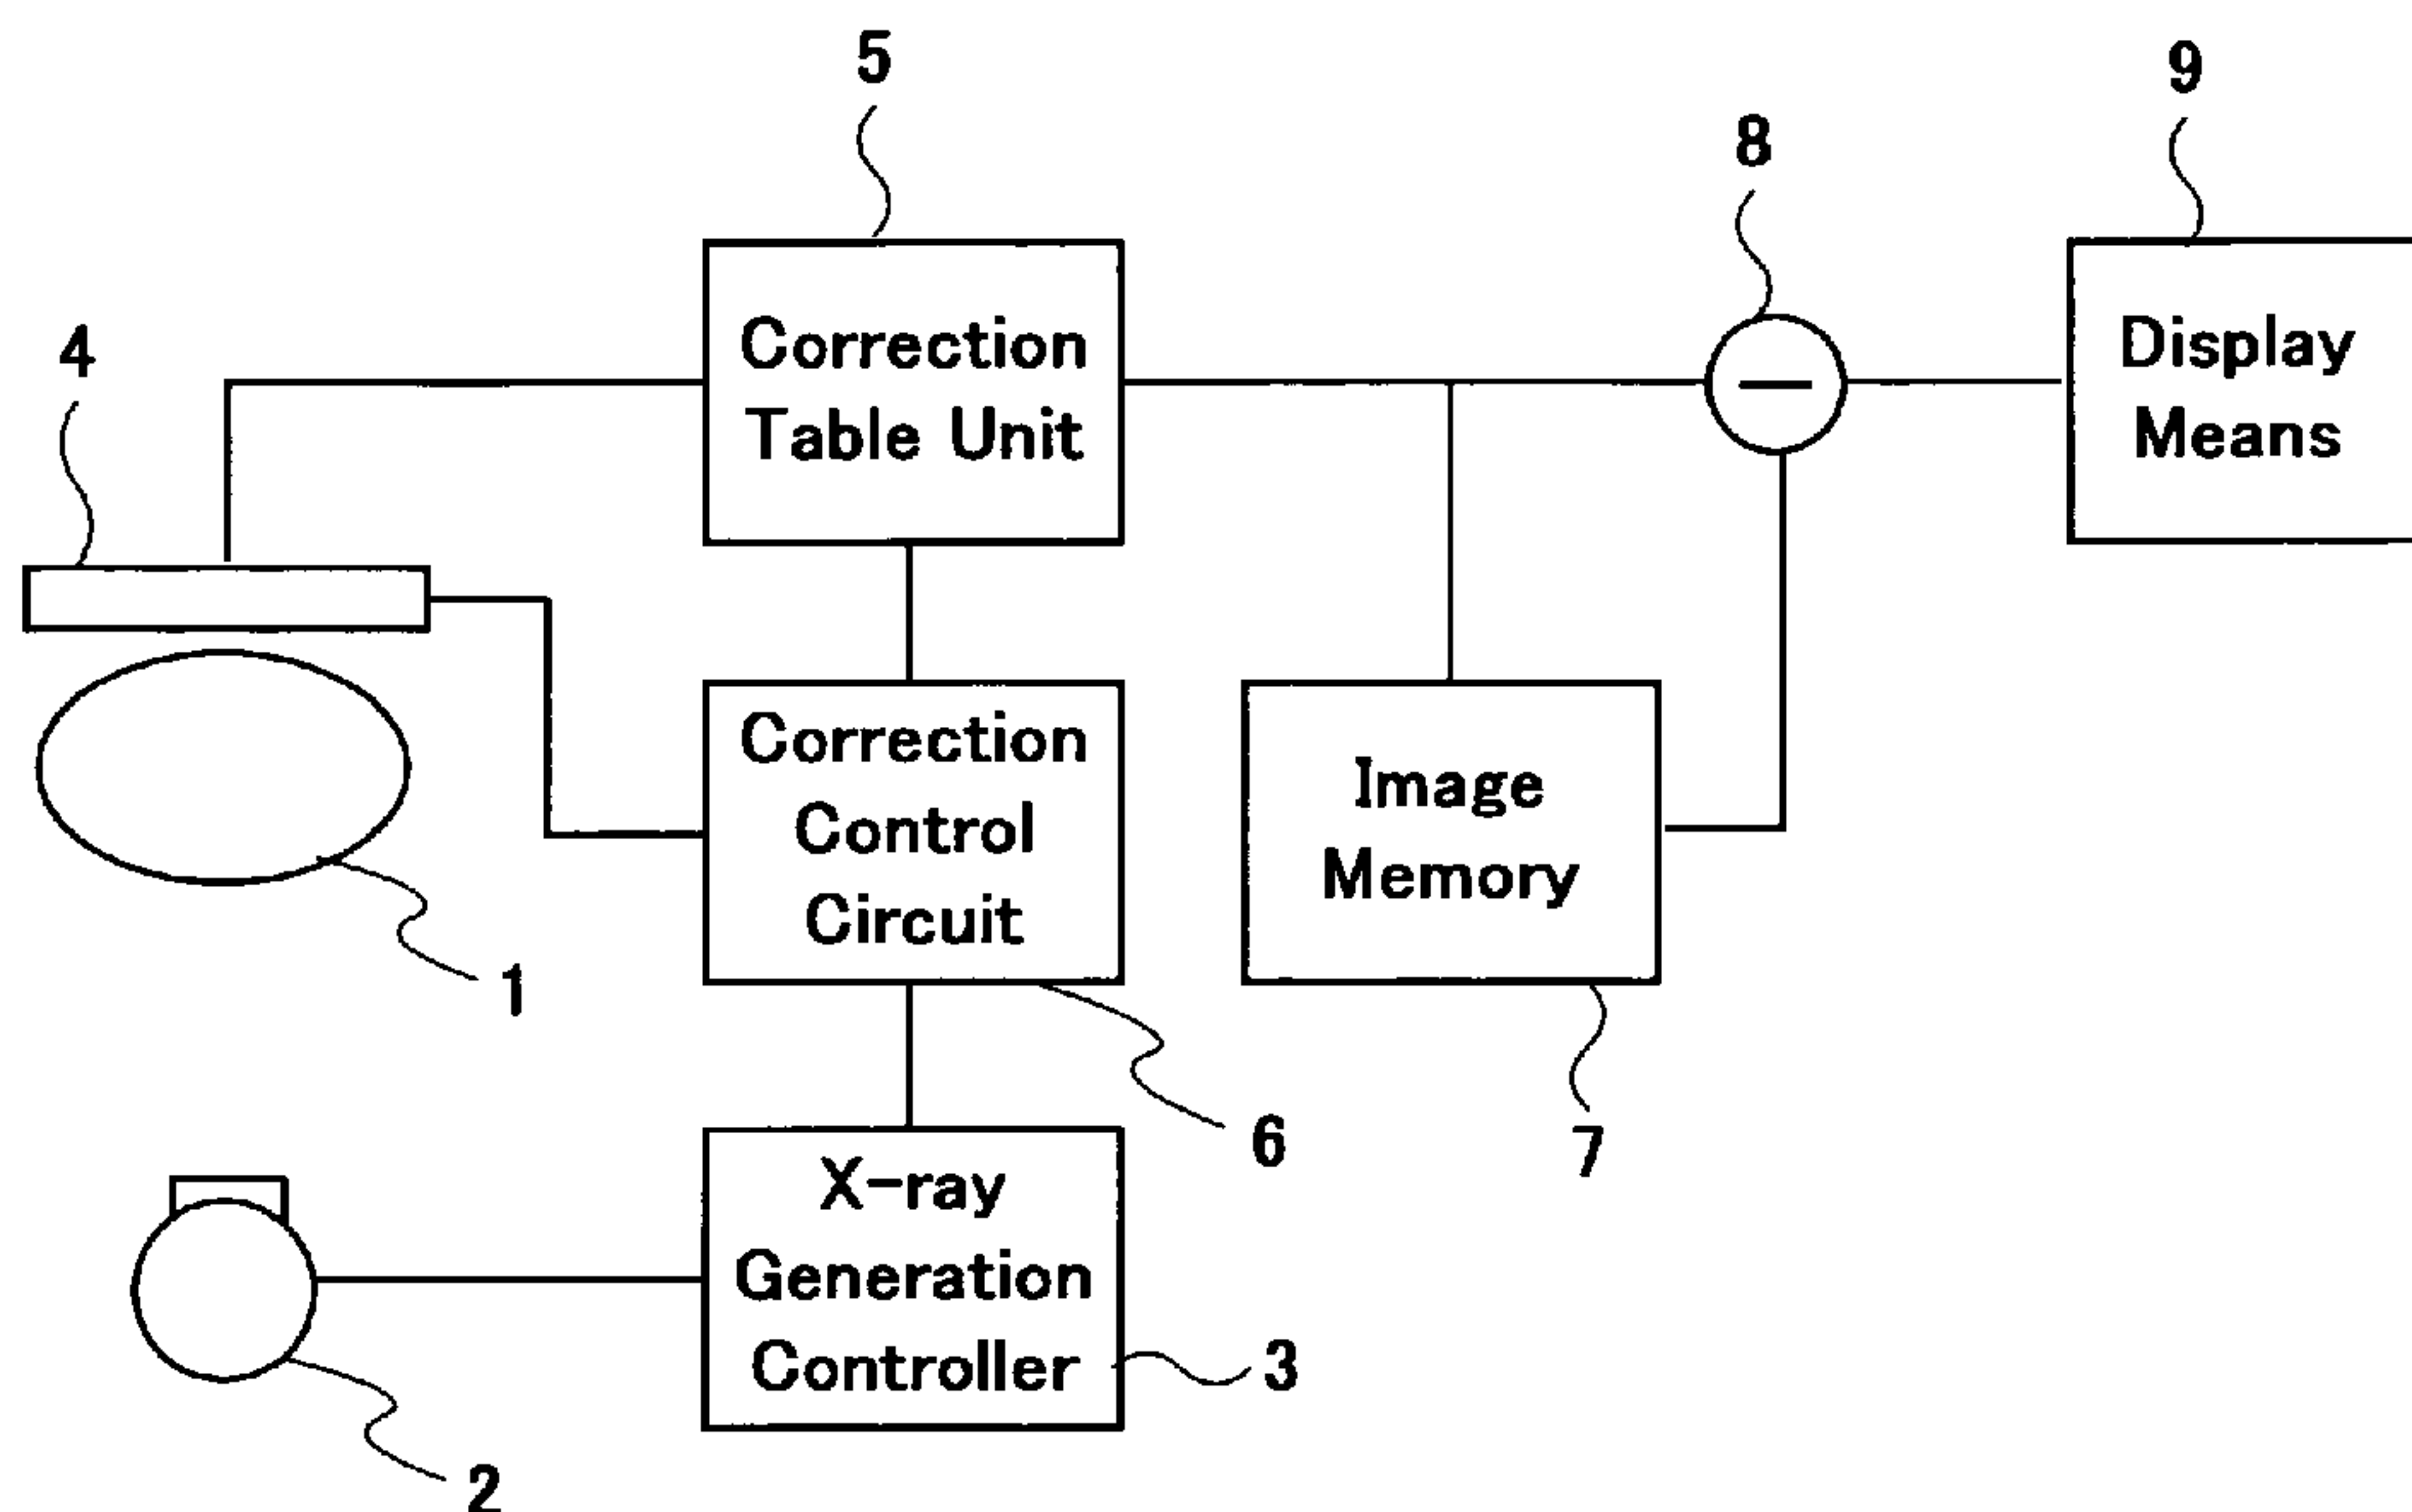 5
9
8
4
Correction
Table Unit
Display
Means
Correction
Control
Circuit
Image
Memory
1
6
7
X-ray
Generation
Controller
3
2